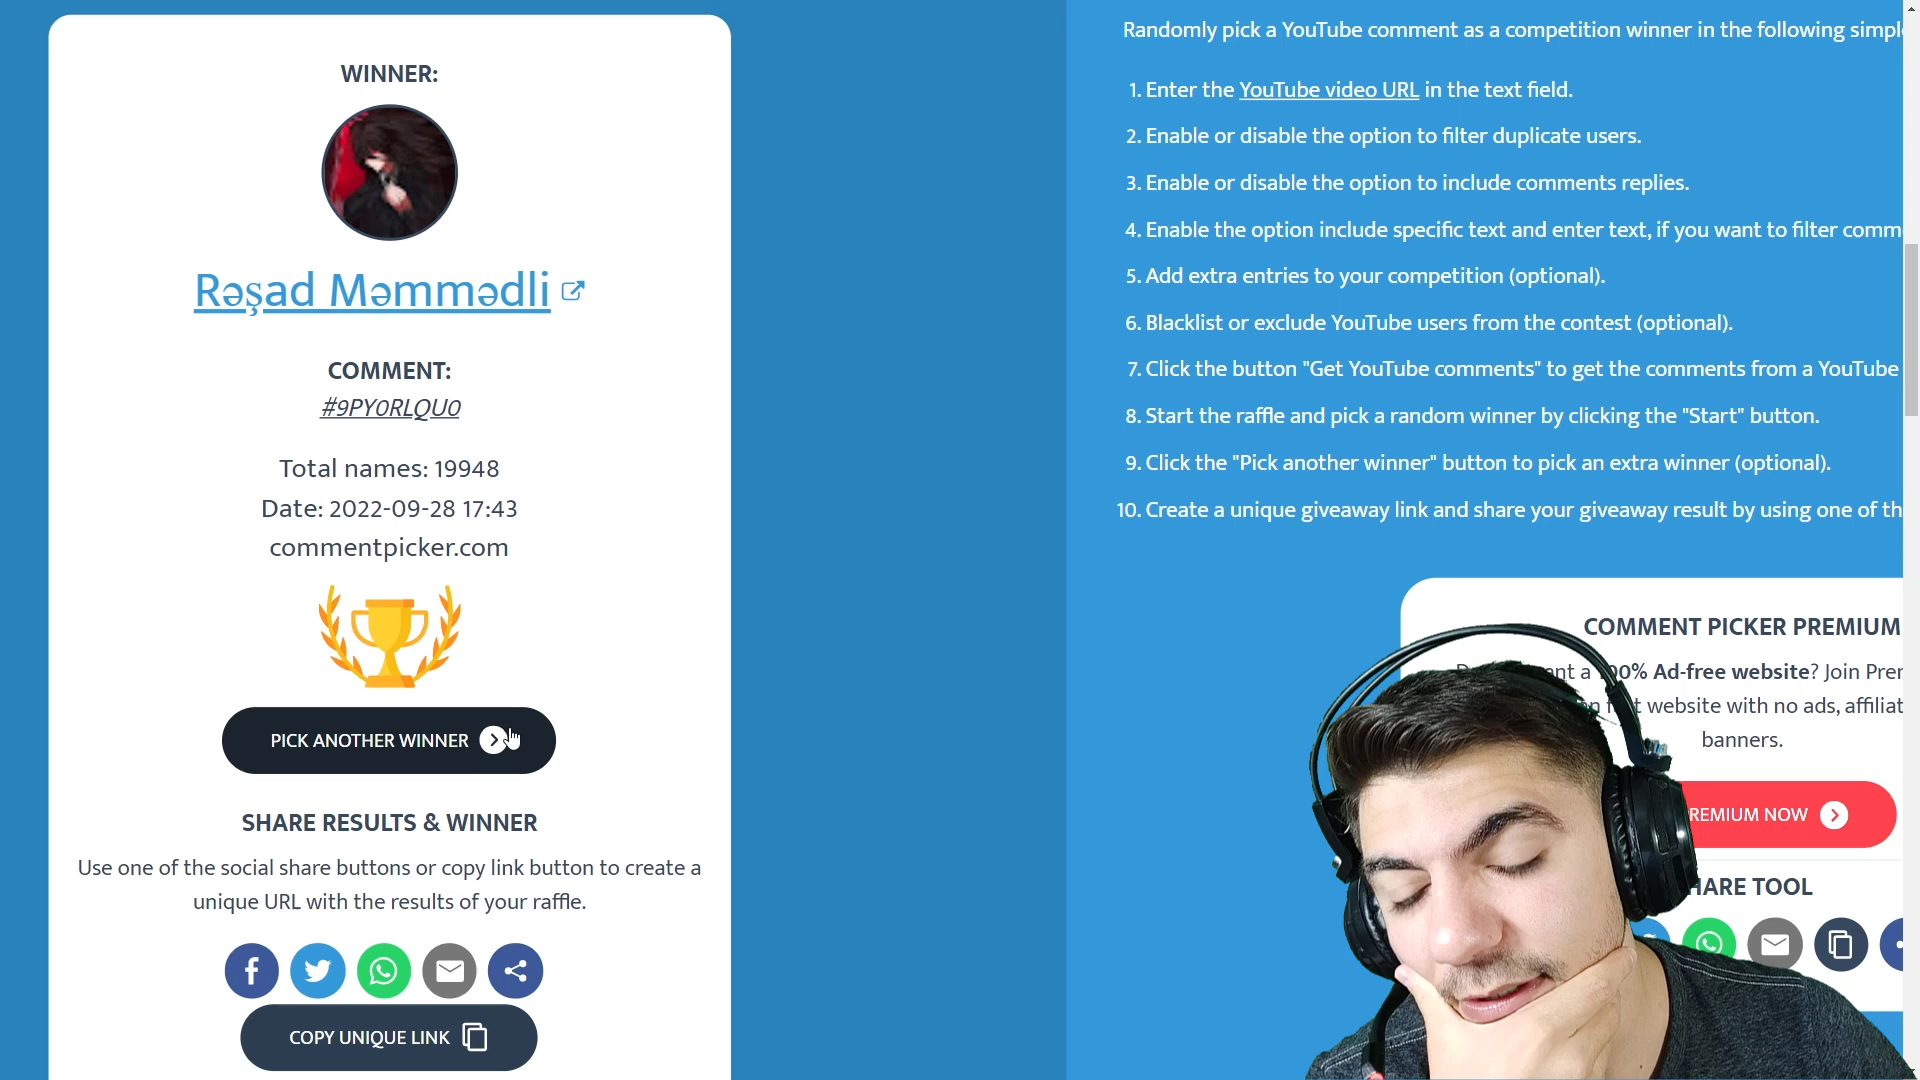 WINNER:
Rəşad Məmmədli
COMMENT:
#9PY0RLQU0
Total names: 19948
Date: 2022-09-28 17:43
commentpicker.com
PICK ANOTHER WINNER
SHARE RESULTS & WINNER
Use one of the social share buttons or copy link button to create a
unique URL with the results of your raffle.
COPY UNIQUE LINK
Randomly pick a YouTube comment as a competition winner in the following
1. Enter the YouTube video URL in the text field.
2. Enable or disable the option to filter duplicate users.
3. Enable or disable the option to include comments replies.
4. Enable the option include specific text and enter text, if you want to filter
5. Add extra entries to your competition (optional).
6. Blacklist or exclude YouTube users from the contest (optional).
7. Click the button "Get YouTube comments" to get the comments from a YouTube
8. Start the raffle and pick a random winner by clicking the "Start" button.
9. Click the "Pick another winner" button to pick an extra winner (optional).
10. Create a unique giveaway link and share your giveaway result by using one of
COMMENT PICKER PREMIUM
a Ad-free website? Join
website with no ads,
banners.
NOW
TOOL